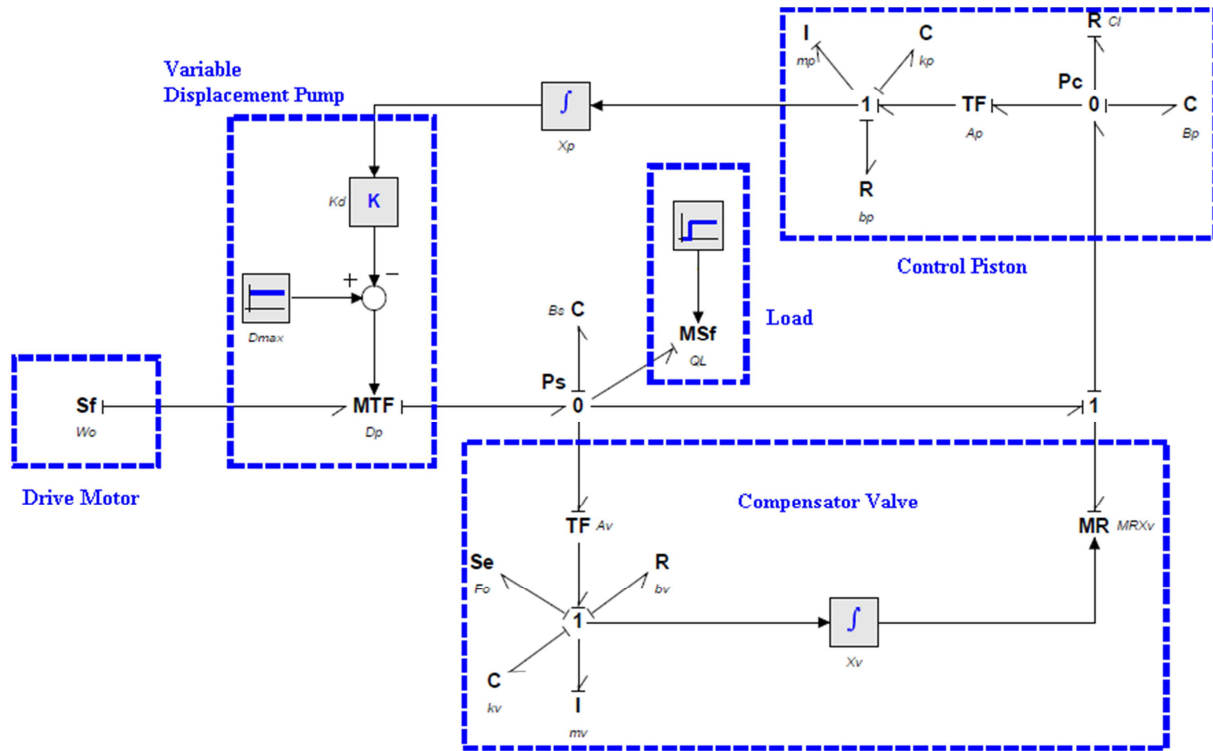 Variable
Displacement Pump
I
mp
C
kp
R Cl
Pc
1
TF
Ap
0
C
Bp
∫
Xp
R
bp
Kd
K
Control Piston
+
−
Dmax
Bs C
MSf
QL
Load
Ps
Sf
Wo
MTF
Dp
0
1
Drive Motor
Compensator Valve
TF Av
MR MRXv
Se
Fo
R
bv
1
∫
Xv
C
kv
I
mv